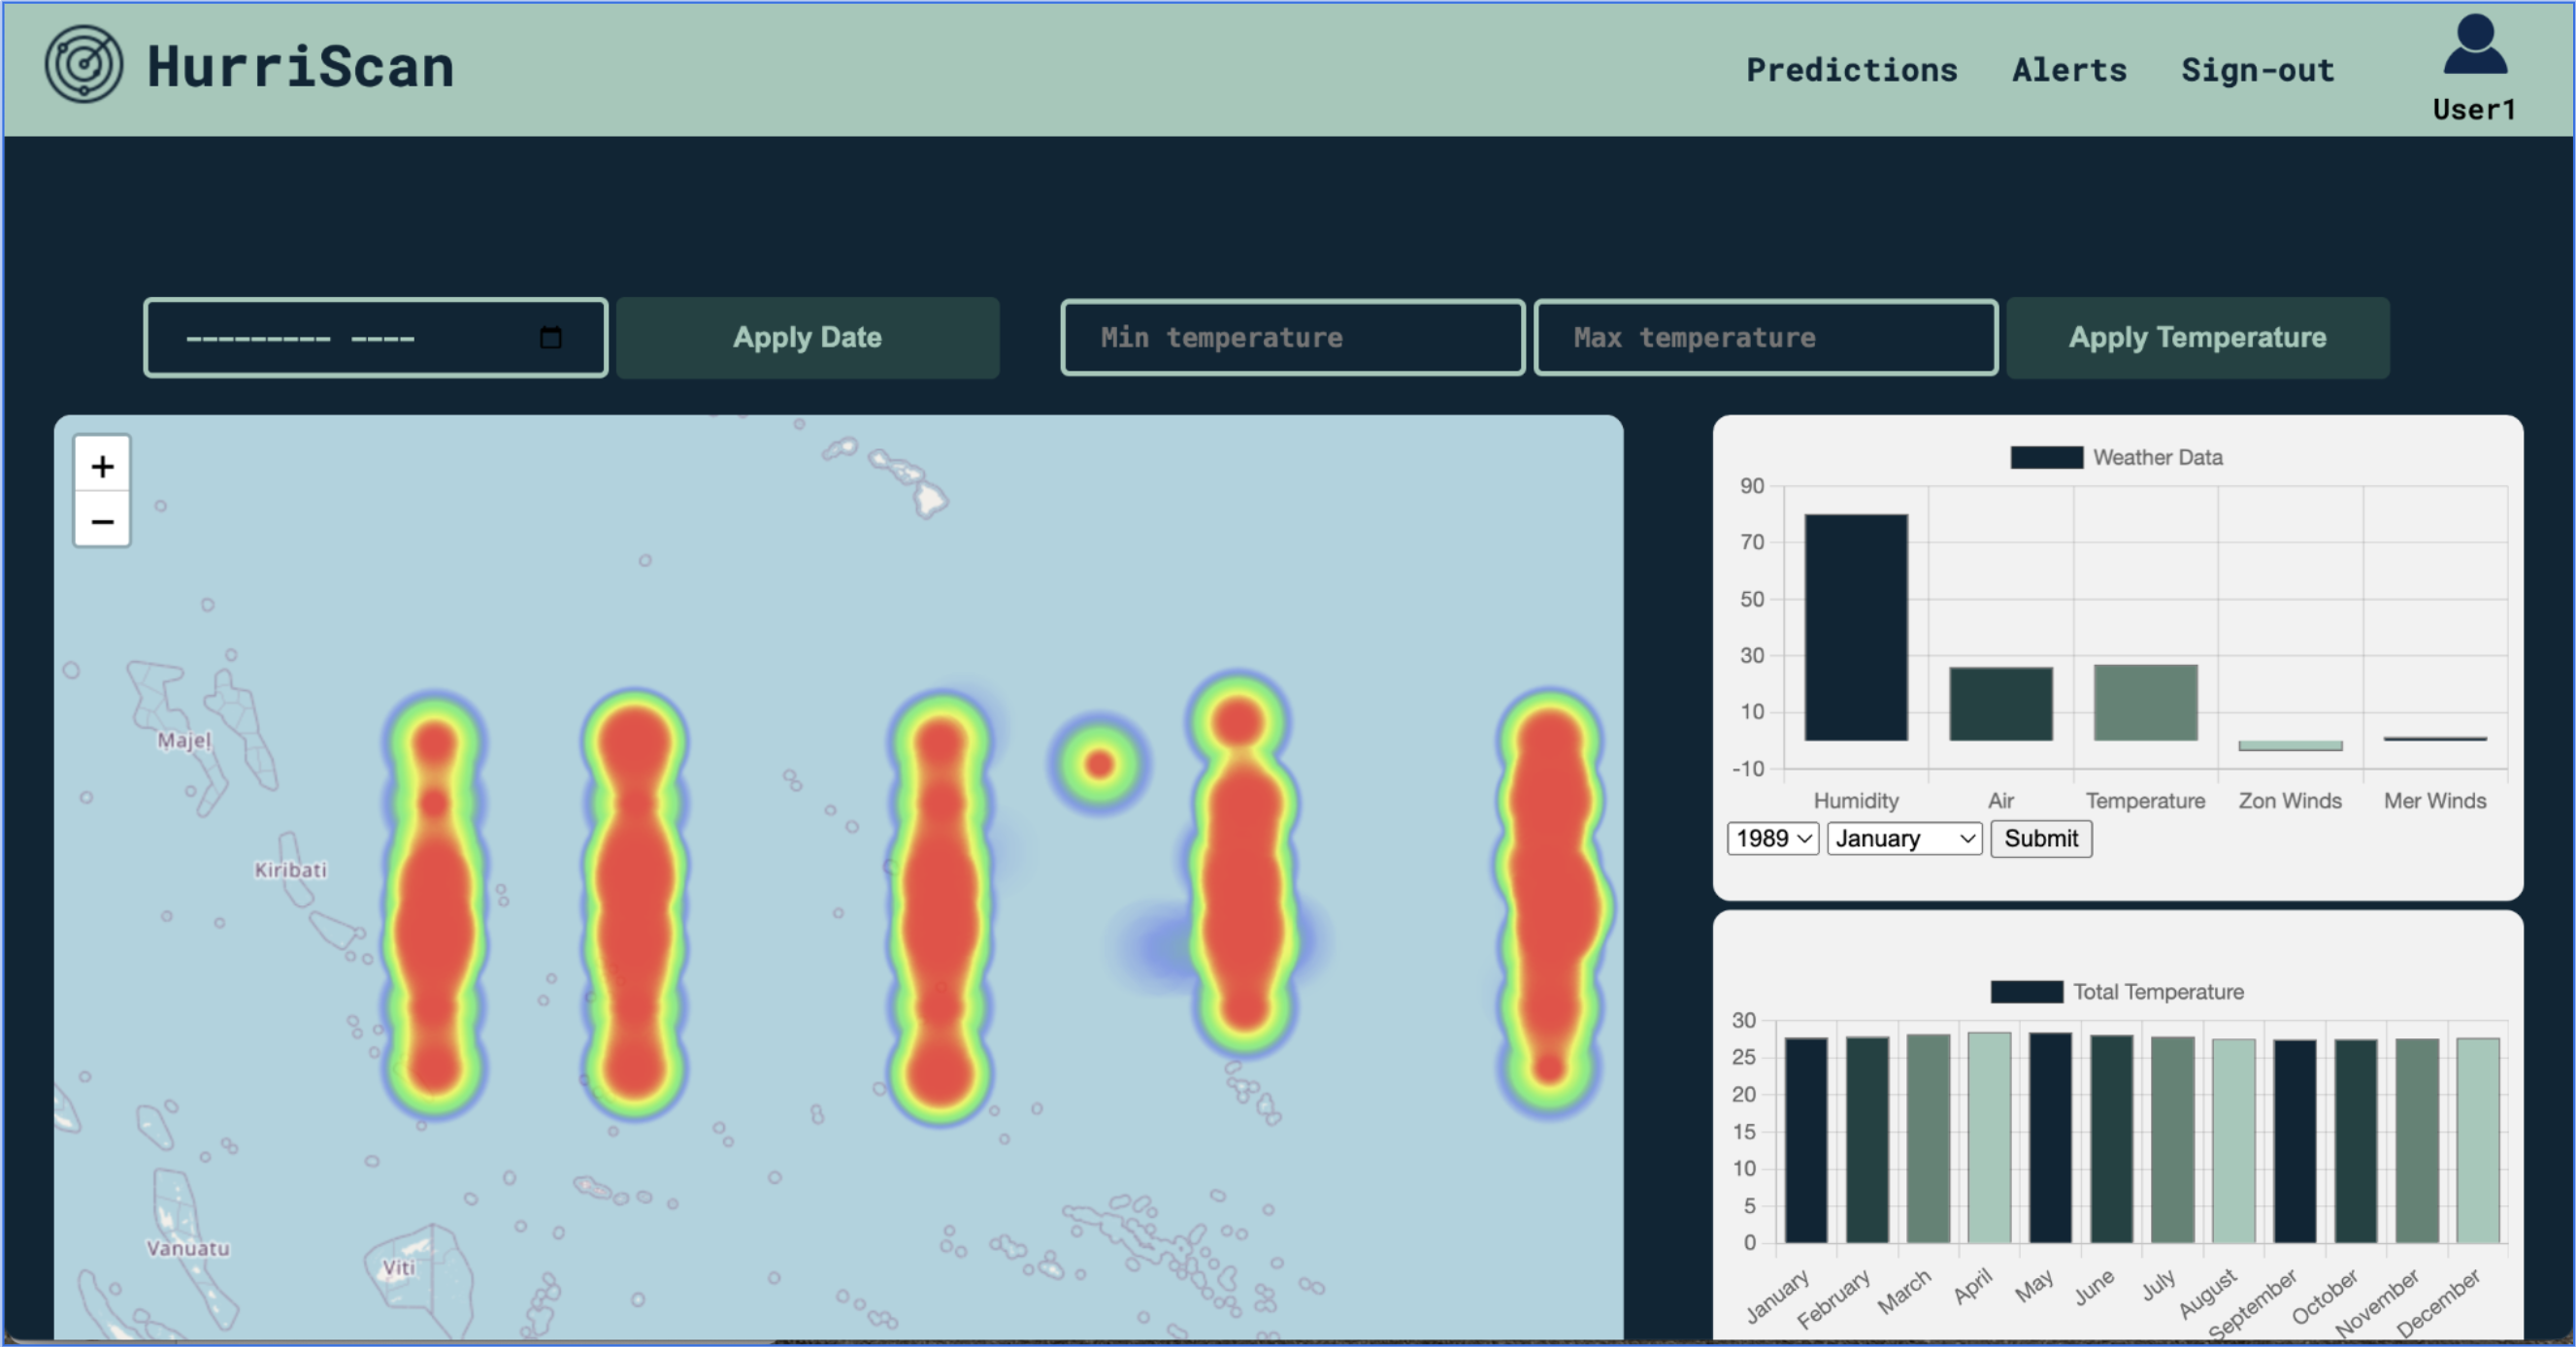 HurriScan
Predictions Alerts Sign-out
User1
--------- ----
Apply Date
Min temperature
Max temperature
Apply Temperature
+
−
Majeļ
Kiribati
Vanuatu
Viti
Weather Data
90
70
50
30
10
-10
Humidity Air Temperature Zon Winds Mer Winds
1989 January Submit
Total Temperature
30
25
20
15
10
5
0
January February March April May June July August September October November December